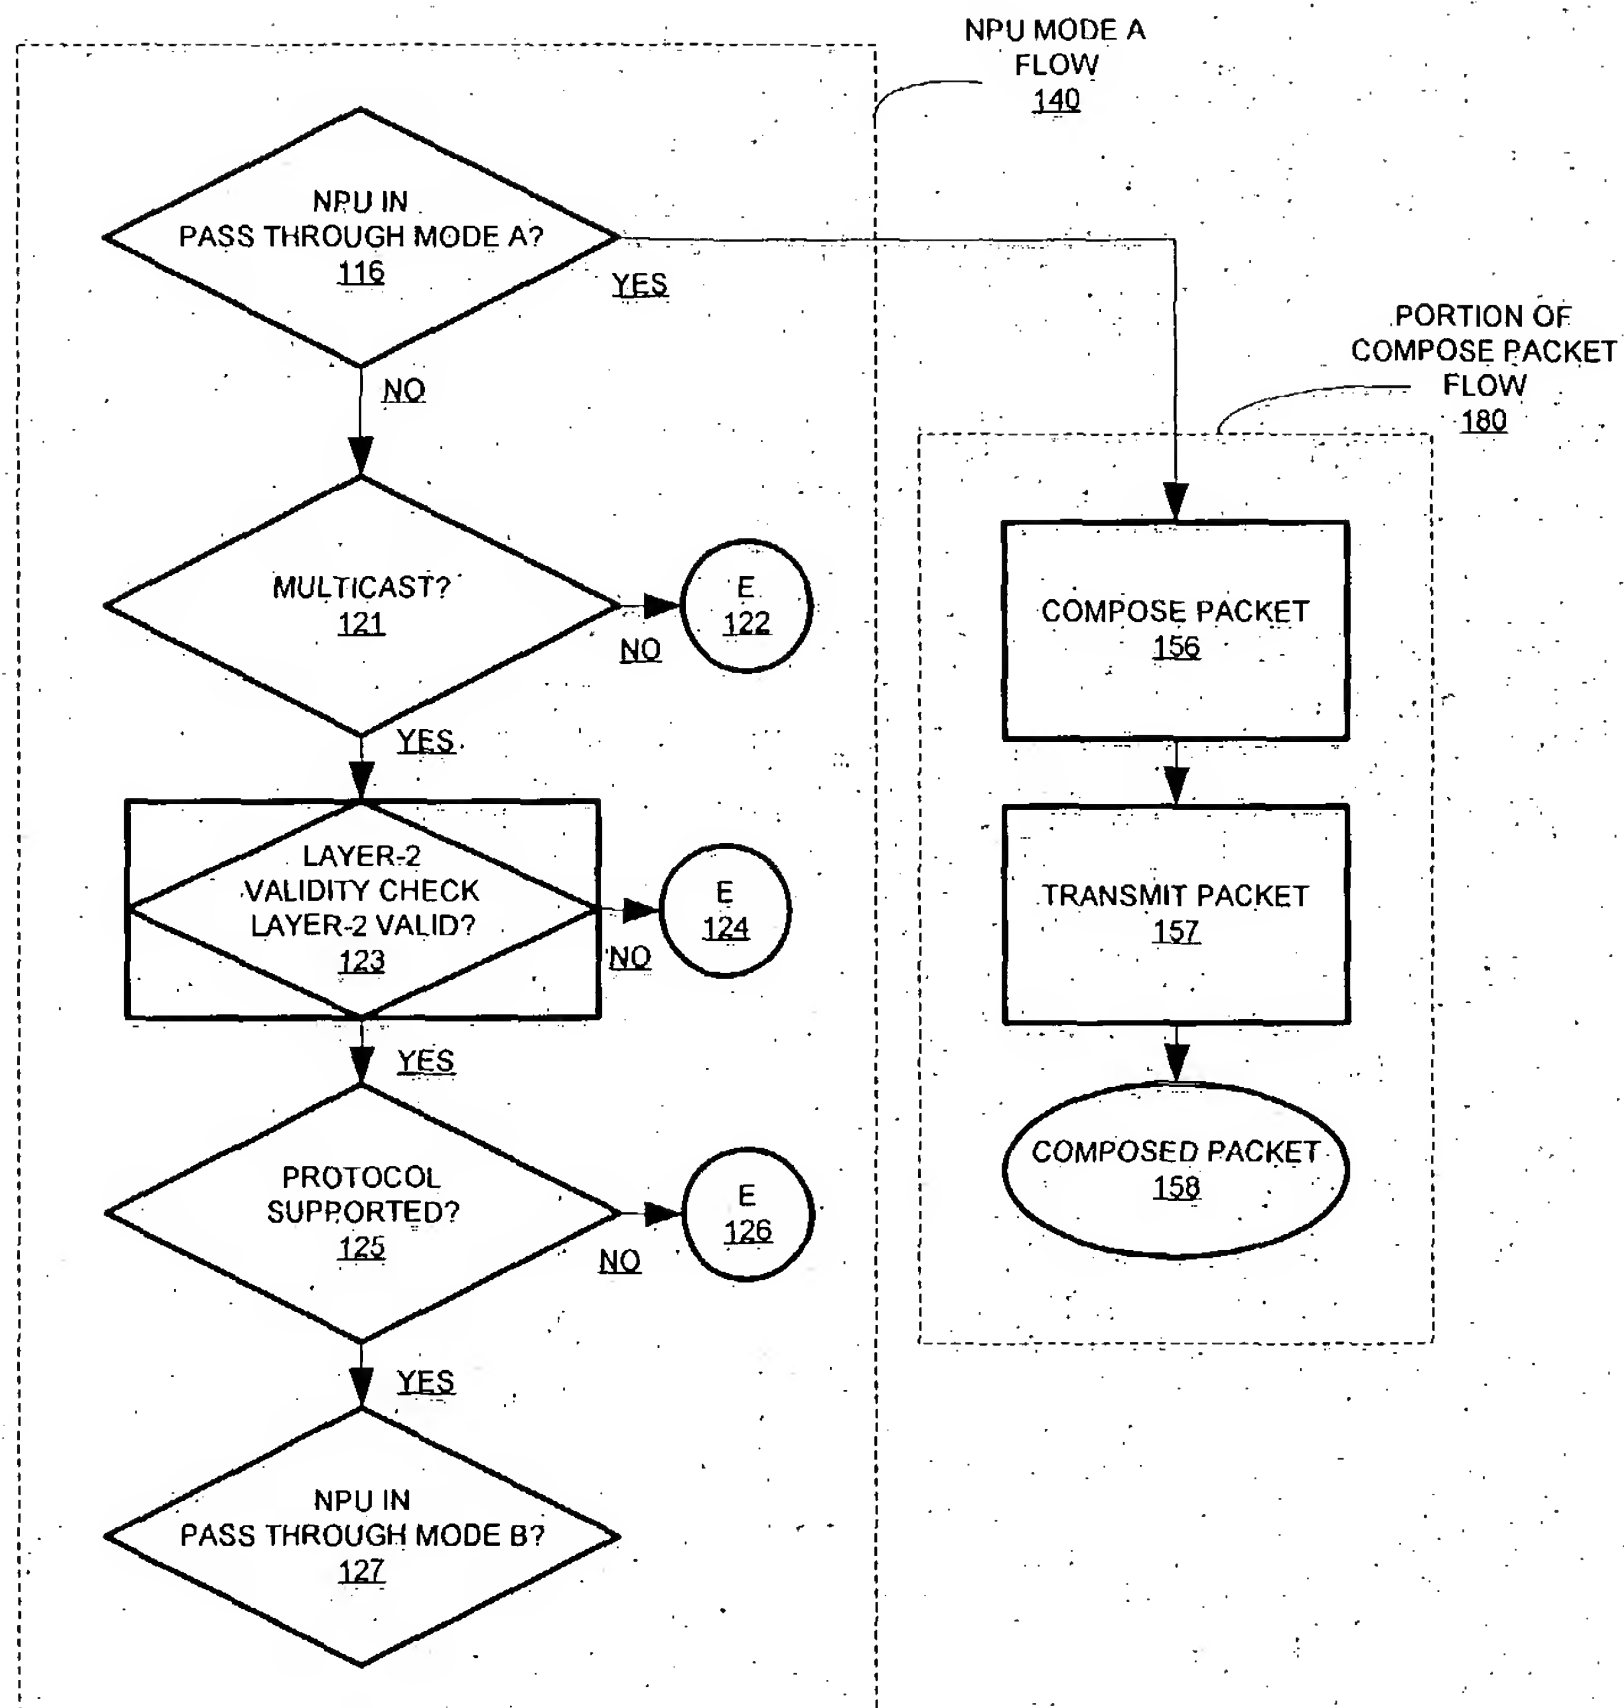 NPU MODE A
FLOW
140
NPU IN
PASS THROUGH MODE A?
116
YES
NO
PORTION OF
COMPOSE PACKET
FLOW
180
MULTICAST?
121
NO
E
122
YES
COMPOSE PACKET
156
LAYER-2
VALIDITY CHECK
LAYER-2 VALID?
123
NO
E
124
YES
TRANSMIT PACKET
157
PROTOCOL
SUPPORTED?
125
NO
E
126
YES
COMPOSED PACKET
158
NPU IN
PASS THROUGH MODE B?
127